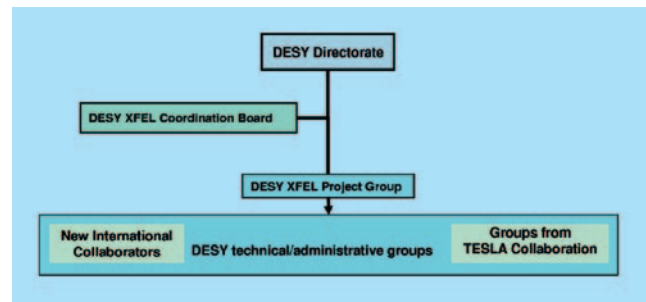 DESY Directorate
DESY XFEL Coordination Board
DESY XFEL Project Group
New International
Collaborators
DESY technical/administrative groups
Groups from
TESLA Collaboration